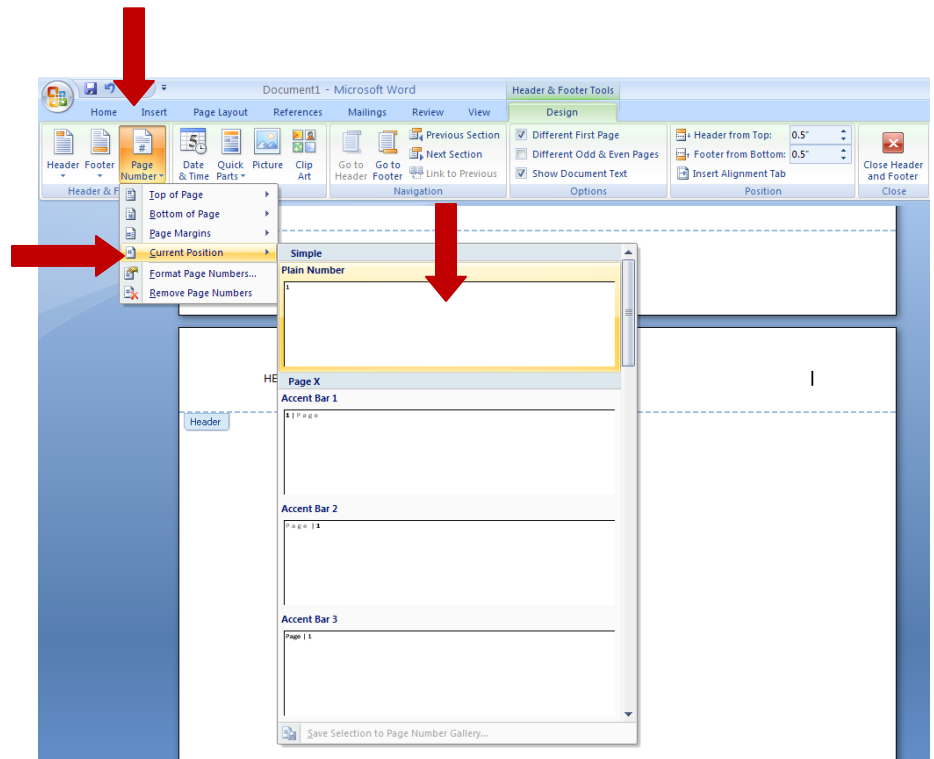 Document1 - Microsoft Word Header & Footer Tools
Home Insert Page Layout References Mailings Review View Design
Header Footer Page Number Date & Time Quick Parts Picture Clip Art Go to Header Go to Footer
Previous Section
Next Section
Link to Previous
Different First Page
Different Odd & Even Pages
Show Document Text
Header from Top: 0.5"
Footer from Bottom: 0.5"
Insert Alignment Tab
Close Header and Footer
Header & F Navigation Options Position Close
Top of Page
Bottom of Page
Page Margins
Current Position
Format Page Numbers...
Remove Page Numbers
Simple
Plain Number
1
HE
Page X
Accent Bar 1
1 | Page
Header
Accent Bar 2
Page | 1
Accent Bar 3
Page | 1
Save Selection to Page Number Gallery...